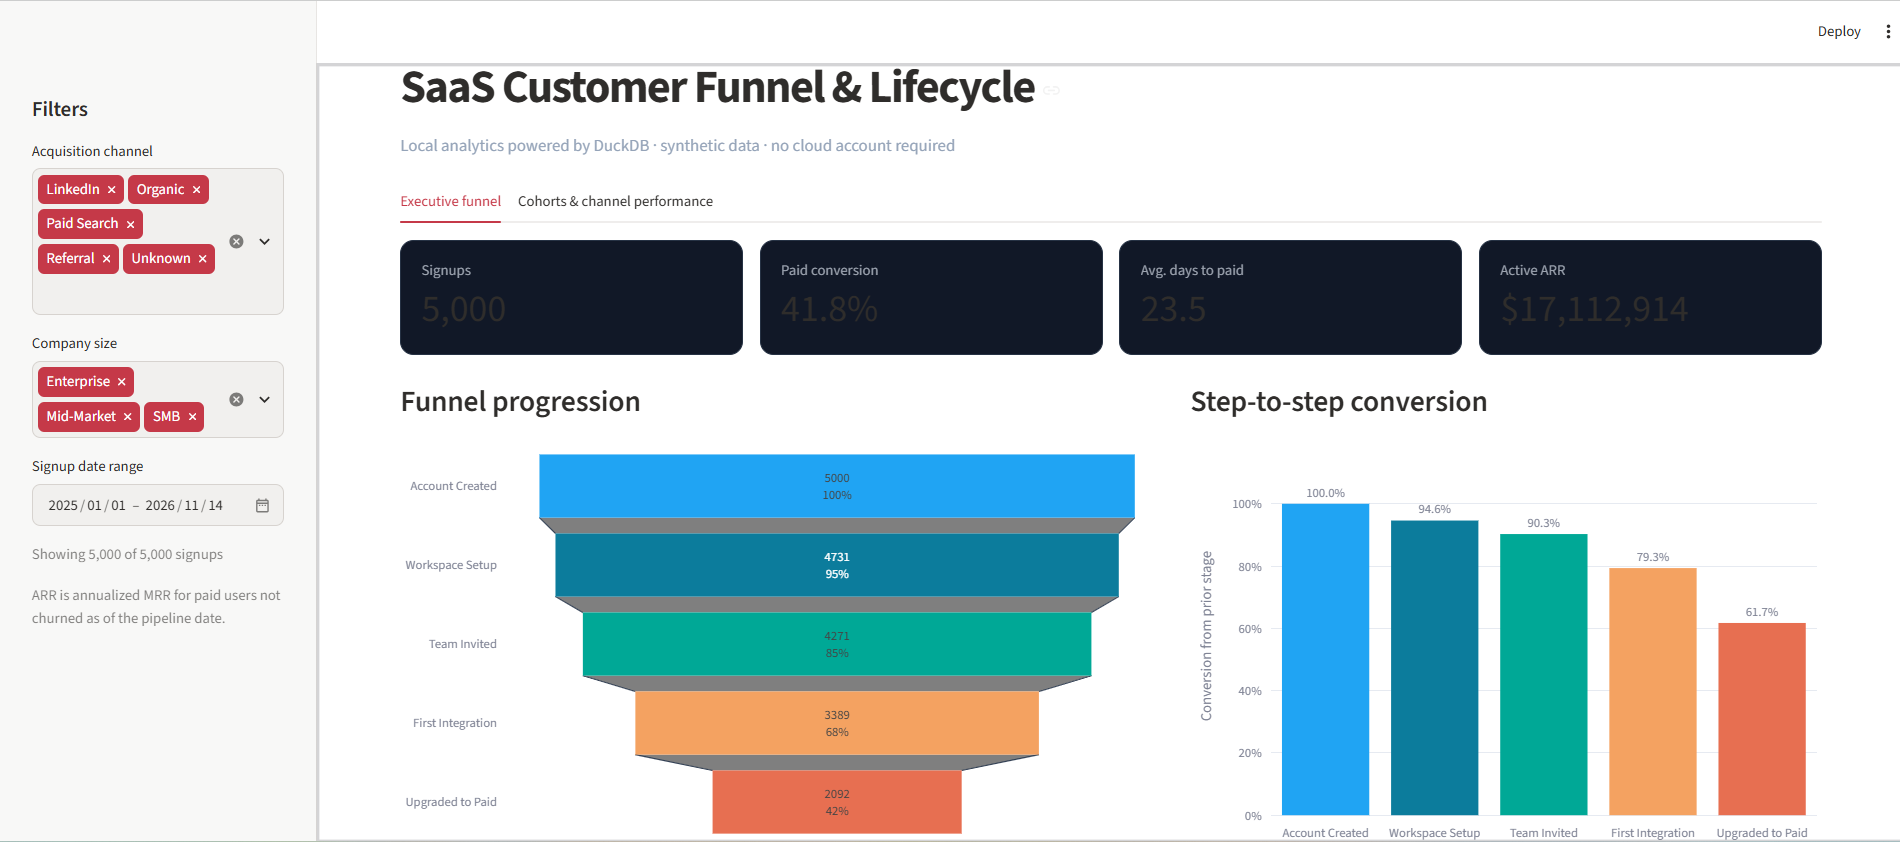 Deploy
Filters
Acquisition channel
LinkedIn × Organic ×
Paid Search ×
Referral × Unknown ×
Company size
Enterprise ×
Mid-Market × SMB ×
Signup date range
2025/01/01 – 2026/11/14
Showing 5,000 of 5,000 signups
ARR is annualized MRR for paid users not
churned as of the pipeline date.
SaaS Customer Funnel & Lifecycle
Local analytics powered by DuckDB · synthetic data · no cloud account required
Executive funnel Cohorts & channel performance
Signups
5,000
Paid conversion
41.8%
Avg. days to paid
23.5
Active ARR
$17,112,914
Funnel progression
Account Created
5000
100%
Workspace Setup
4731
95%
Team Invited
4271
85%
First Integration
3389
68%
Upgraded to Paid
2092
42%
Step-to-step conversion
Conversion from prior stage
100%
80%
60%
40%
20%
0%
100.0%
94.6%
90.3%
79.3%
61.7%
Account Created Workspace Setup Team Invited First Integration Upgraded to Paid